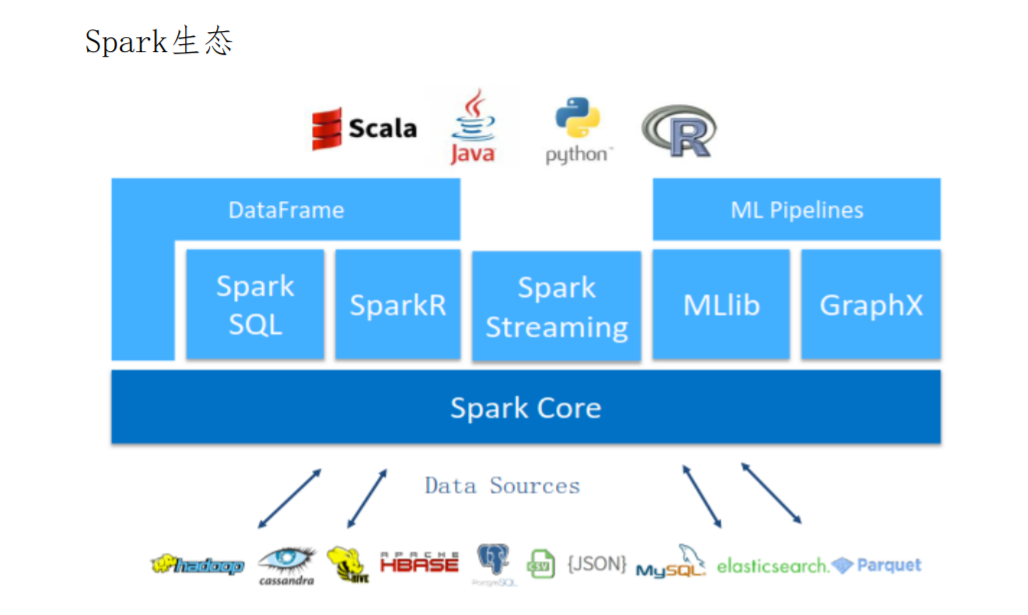 Spark生态
Scala
Java
python
R
DataFrame
ML Pipelines
Spark
SQL
SparkR
Spark
Streaming
MLlib
GraphX
Spark Core
Data Sources
hadoop
cassandra
HIVE
APACHE
HBASE
PostgreSQL
CSV
{JSON}
MySQL
elasticsearch.
Parquet